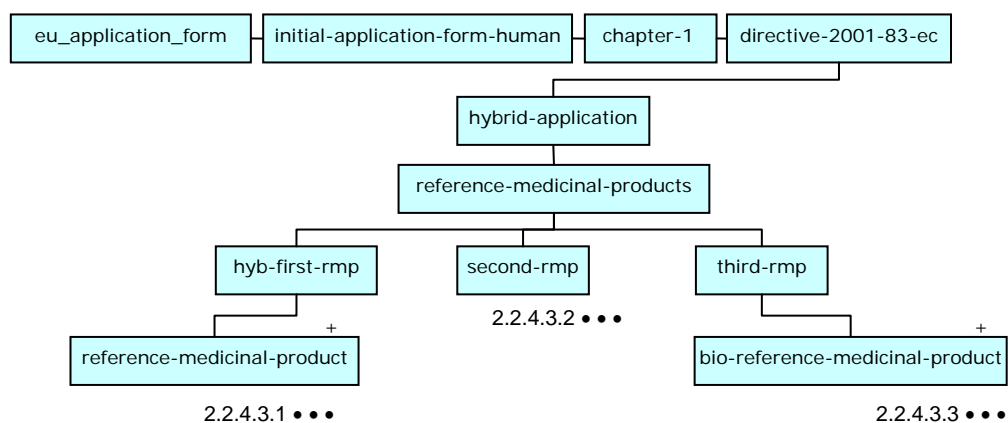 eu_application_form initial-application-form-human chapter-1 directive-2001-83-ec
hybrid-application
reference-medicinal-products
hyb-first-rmp second-rmp third-rmp
2.2.4.3.2 • • •
+ +
reference-medicinal-product bio-reference-medicinal-product
2.2.4.3.1 • • • 2.2.4.3.3 • • •